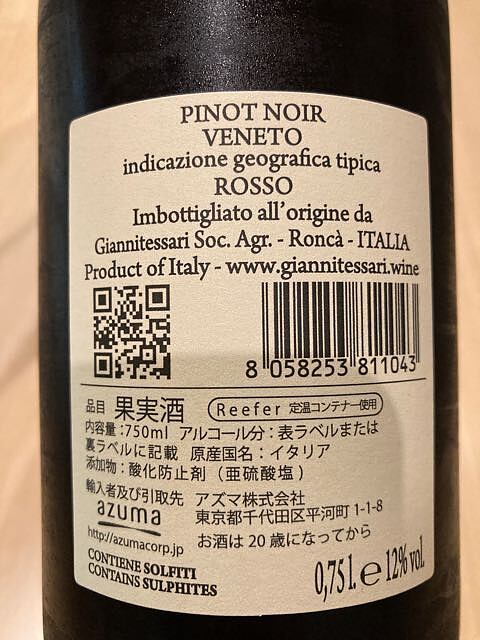 PINOT NOIR
VENETO
indicazione geografica tipica
ROSSO
Imbottigliato all'origine da
Giannitessari Soc. Agr. - Roncà - ITALIA
Product of Italy - www.giannitessari.wine
8 058253 811043
品目 果実酒 Reefer 定温コンテナー使用
内容量:750ml アルコール分:表ラベルまたは
裏ラベルに記載 原産国名:イタリア
添加物:酸化防止剤(亜硫酸塩)
輸入者及び引取先 アズマ株式会社
azuma 東京都千代田区平河町 1-1-8
http://azumacorp.jp お酒は20歳になってから
CONTIENE SOLFITI
CONTAINS SULPHITES
0,75 l. e 12% vol.